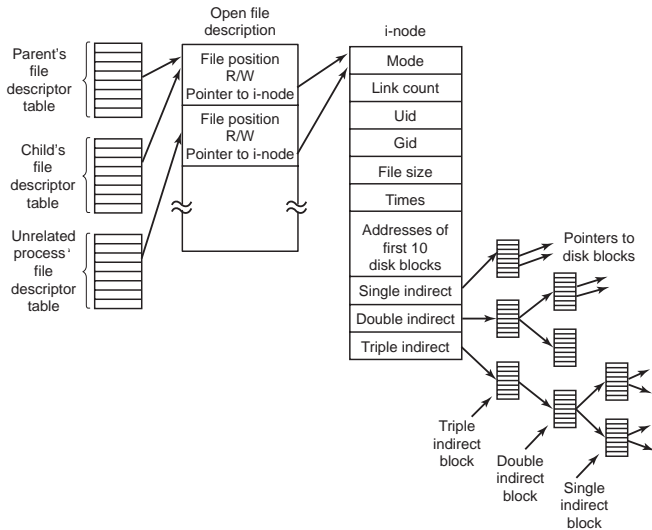 Open file
description
i-node
Parent's
file
descriptor
table
Child's
file
descriptor
table
Unrelated
process'
file
descriptor
table
File position
R/W
Pointer to i-node
File position
R/W
Pointer to i-node
Mode
Link count
Uid
Gid
File size
Times
Addresses of
first 10
disk blocks
Single indirect
Double indirect
Triple indirect
Pointers to
disk blocks
Triple
indirect
block
Double
indirect
block
Single
indirect
block